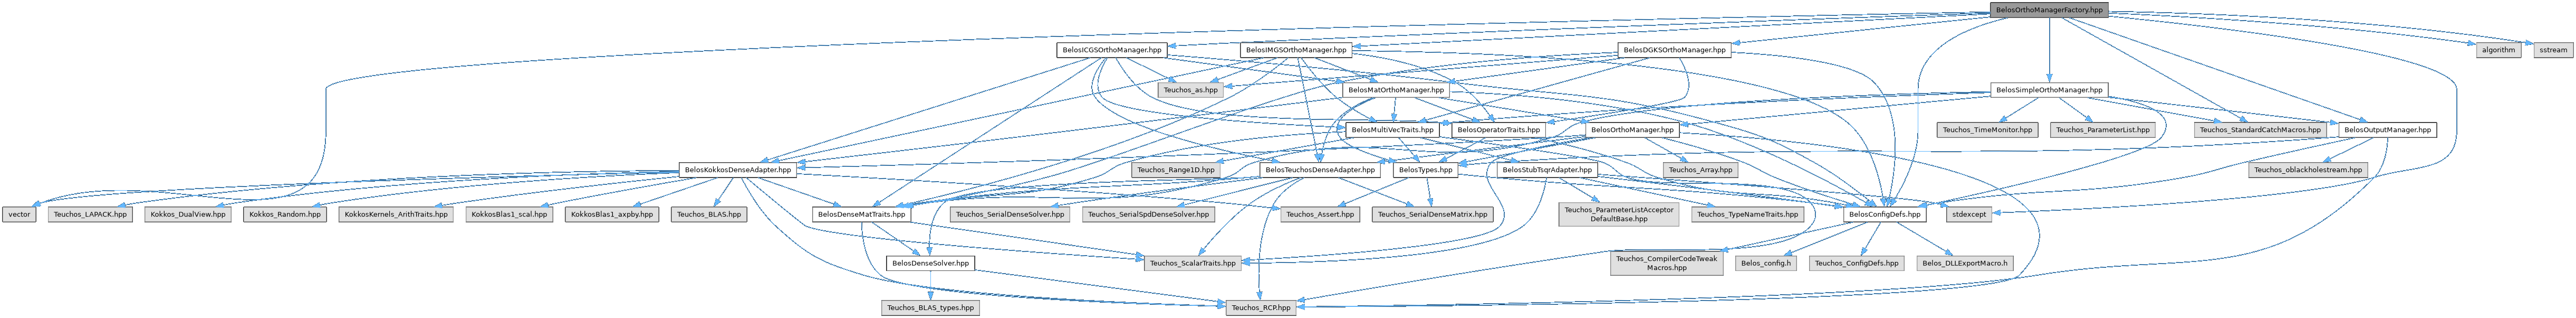 BelosOrthoManagerFactory.hpp
BelosICGSOrthoManager.hpp
BelosIMGSOrthoManager.hpp
BelosDGKSOrthoManager.hpp
algorithm
sstream
Teuchos_as.hpp
BelosMatOrthoManager.hpp
BelosSimpleOrthoManager.hpp
BelosMultiVecTraits.hpp
BelosOperatorTraits.hpp
BelosOrthoManager.hpp
Teuchos_TimeMonitor.hpp
Teuchos_ParameterList.hpp
Teuchos_StandardCatchMacros.hpp
BelosOutputManager.hpp
BelosKokkosDenseAdapter.hpp
Teuchos_Range1D.hpp
BelosTeuchosDenseAdapter.hpp
BelosTypes.hpp
BelosStubTsqrAdapter.hpp
Teuchos_Array.hpp
Teuchos_oblackholestream.hpp
vector
Teuchos_LAPACK.hpp
Kokkos_DualView.hpp
Kokkos_Random.hpp
KokkosKernels_ArithTraits.hpp
KokkosBlas1_scal.hpp
KokkosBlas1_axpby.hpp
Teuchos_BLAS.hpp
BelosDenseMatTraits.hpp
Teuchos_SerialDenseSolver.hpp
Teuchos_SerialSpdDenseSolver.hpp
Teuchos_Assert.hpp
Teuchos_SerialDenseMatrix.hpp
Teuchos_ParameterListAcceptor
DefaultBase.hpp
Teuchos_TypeNameTraits.hpp
BelosConfigDefs.hpp
stdexcept
BelosDenseSolver.hpp
Teuchos_ScalarTraits.hpp
Teuchos_CompilerCodeTweak
Macros.hpp
Belos_config.h
Teuchos_ConfigDefs.hpp
Belos_DLLExportMacro.h
Teuchos_BLAS_types.hpp
Teuchos_RCP.hpp